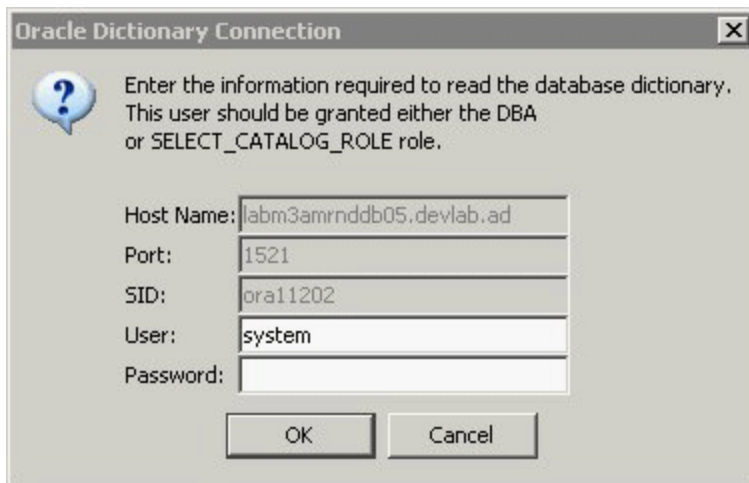 Oracle Dictionary Connection
Enter the information required to read the database dictionary.
This user should be granted either the DBA
or SELECT_CATALOG_ROLE role.
Host Name: labm3amrnddb05.devlab.ad
Port: 1521
SID: ora11202
User: system
Password:
OK Cancel